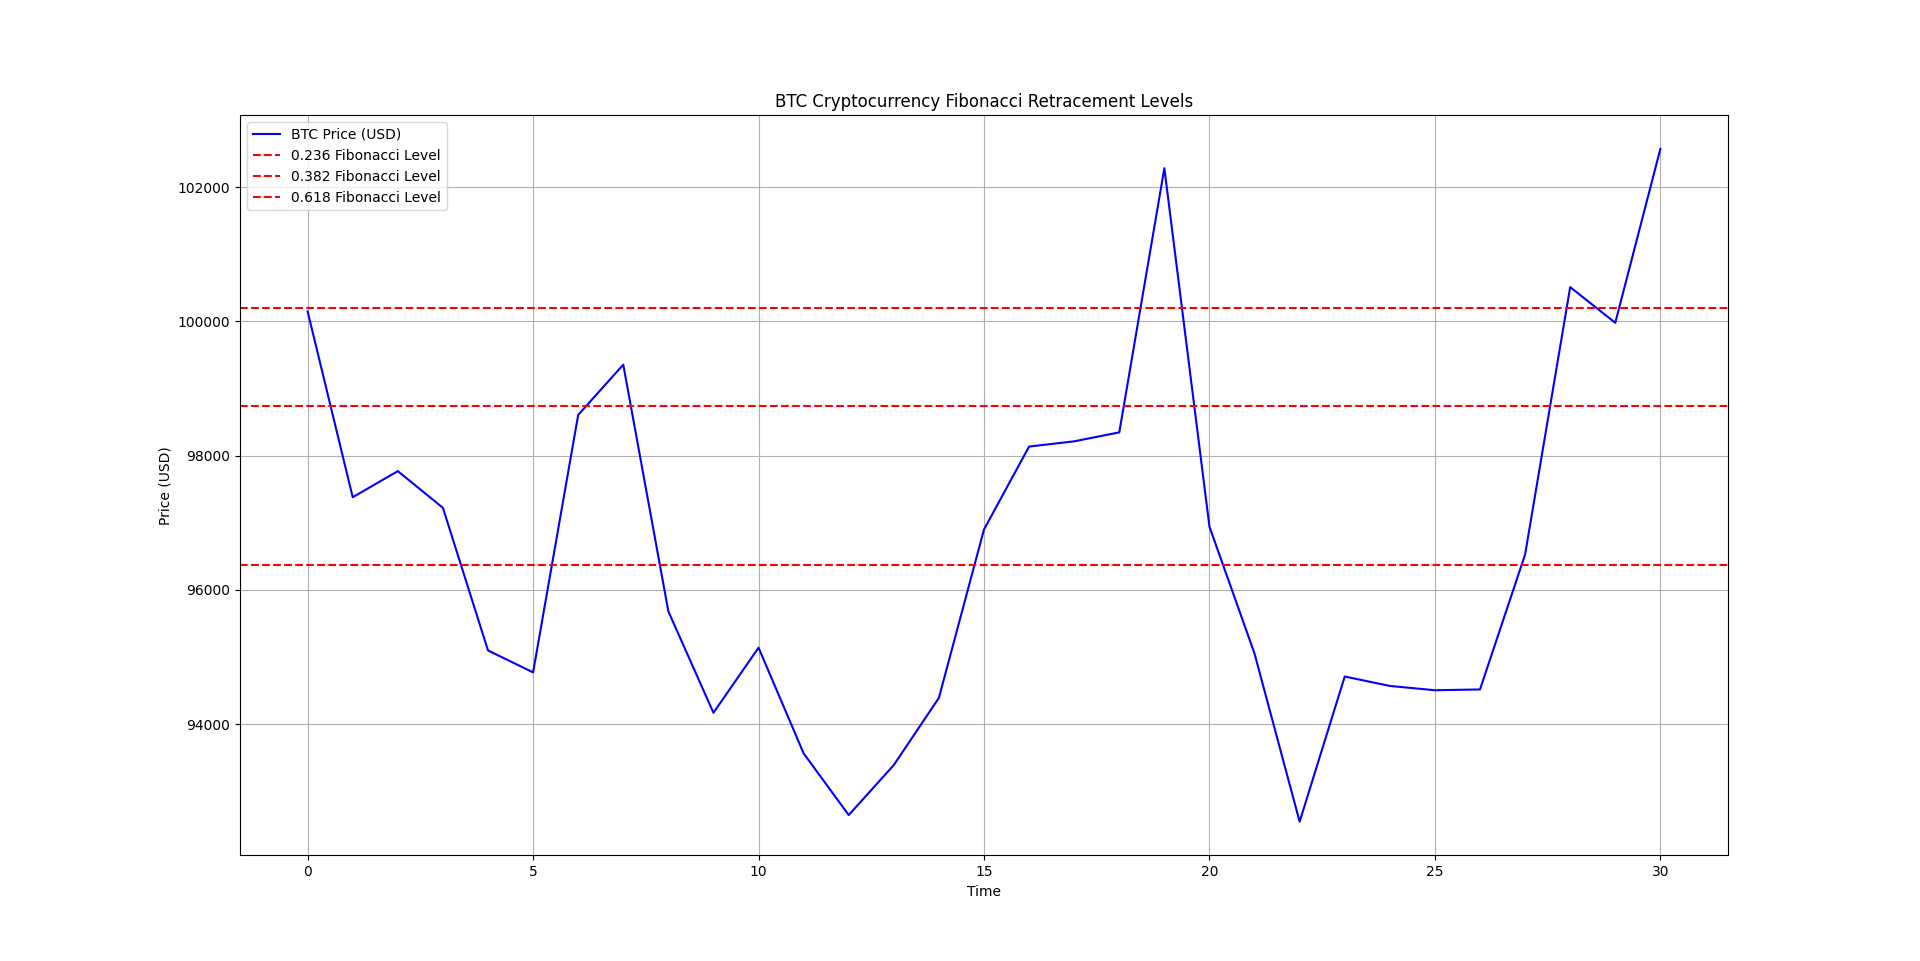 BTC Cryptocurrency Fibonacci Retracement Levels
BTC Price (USD)
0.236 Fibonacci Level
0.382 Fibonacci Level
0.618 Fibonacci Level
102000
100000
98000
96000
94000
Price (USD)
0 5 10 15 20 25 30
Time